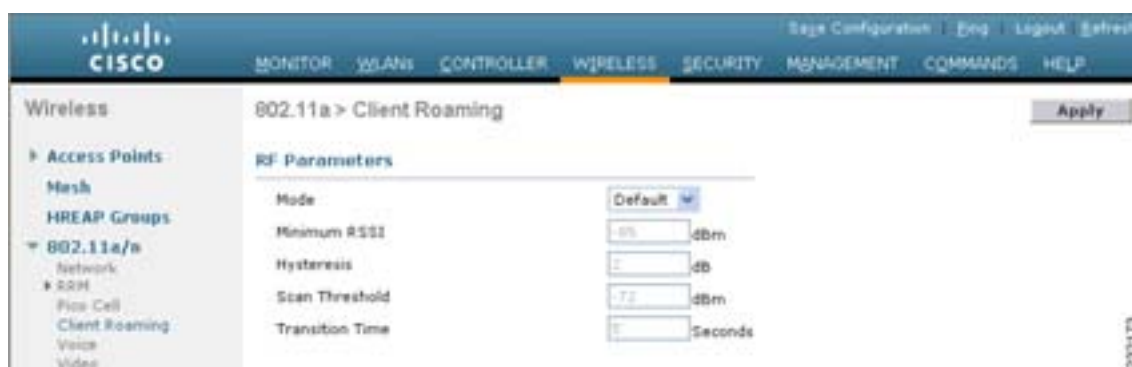 Save Configuration Ping Logout Refresh
CISCO
MONITOR WLANs CONTROLLER WIRELESS SECURITY MANAGEMENT COMMANDS HELP
Wireless
802.11a > Client Roaming
Apply
Access Points
Mesh
HREAP Groups
802.11a/n
Network
RRM
Pico Cell
Client Roaming
Voice
Video
RF Parameters
Mode Default
Minimum RSSI -85 dBm
Hysteresis 2 dB
Scan Threshold -72 dBm
Transition Time 5 Seconds